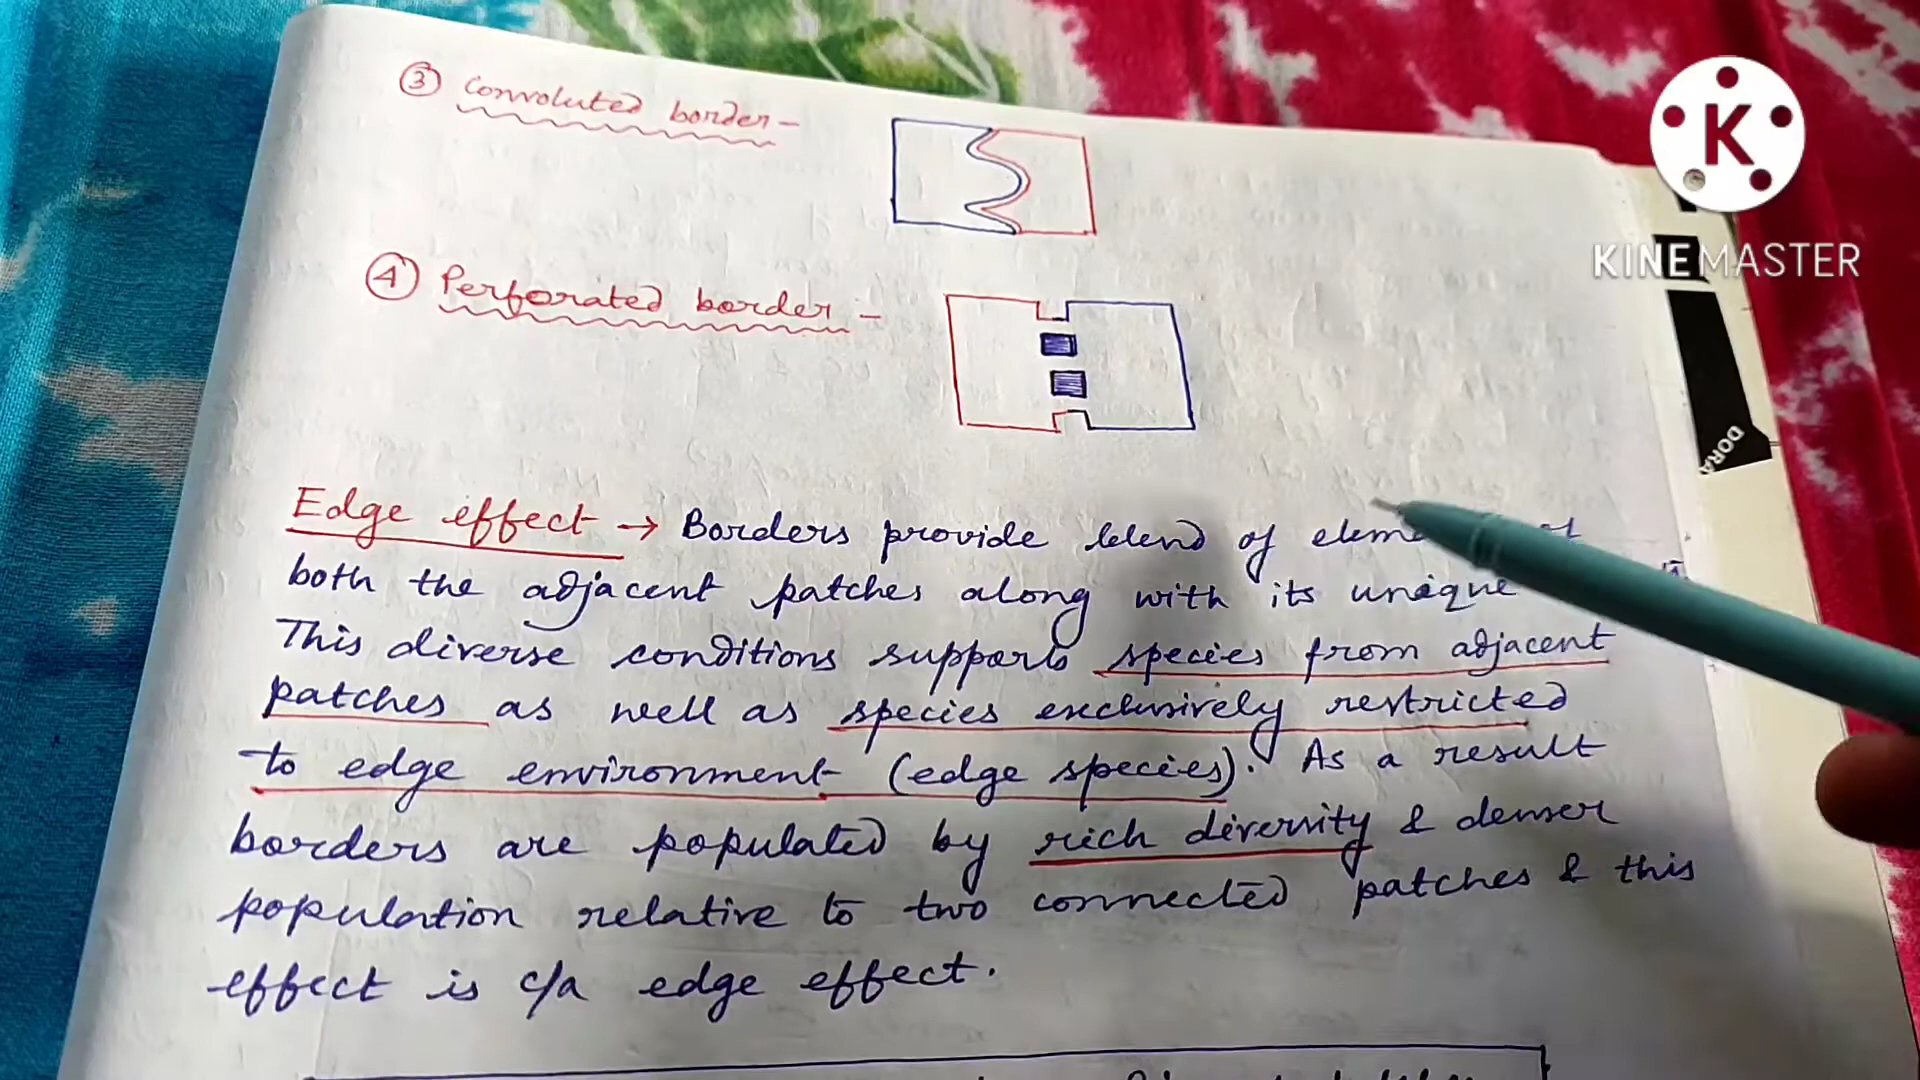 ③ Convoluted border-
④ Perforated border -
Edge effect → Borders provide blend of
both the adjacent patches along with its unique
This diverse conditions supports species from adjacent
patches as well as species exclusively restricted
to edge environment (edge species). As a result
borders are populated by rich diversity & denser
population relative to two connected patches & this
effect is c/a edge effect.
K
KINEMASTER
DORA